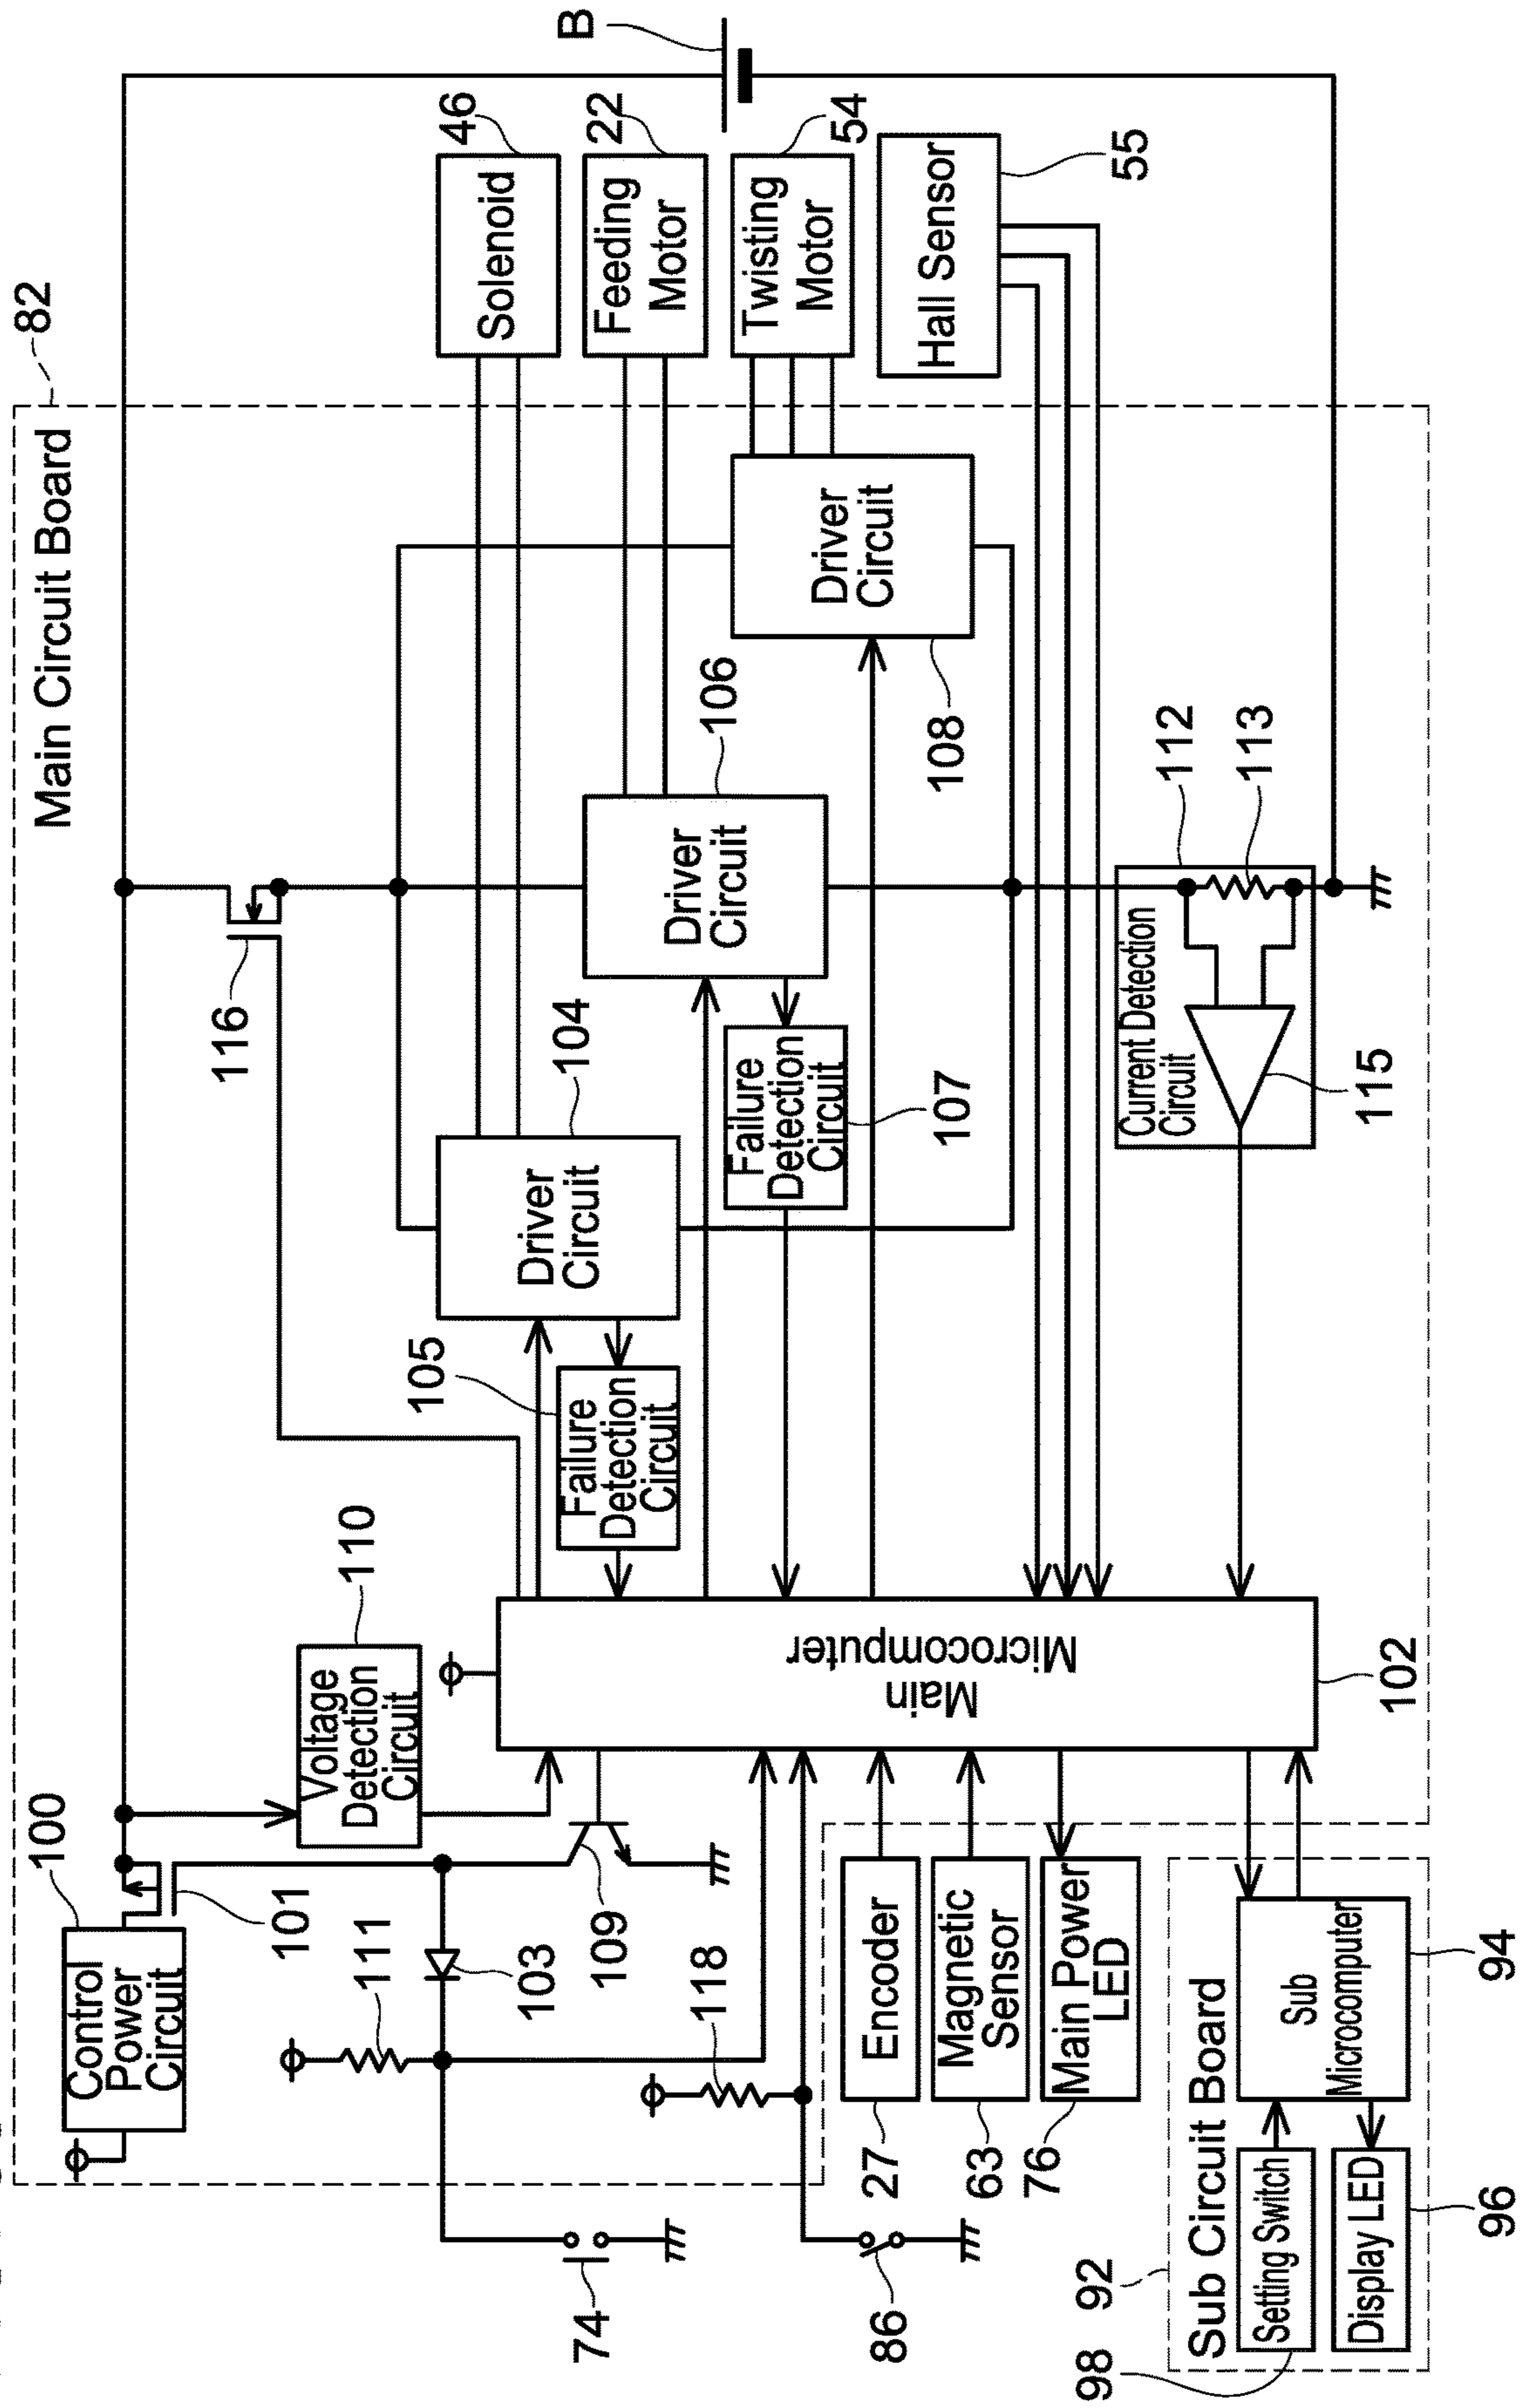 82
Main Circuit Board
100
Control
Power
Circuit
101
110
Voltage
Detection
Circuit
111
103
109
118
74
86
116
B
Solenoid
46
Feeding
Motor
22
Twisting
Motor
54
Hall Sensor
55
104
Driver
Circuit
105
Failure
Detection
Circuit
106
Driver
Circuit
Failure
Detection
Circuit
107
Driver
Circuit
108
112
113
Current Detection
Circuit
115
Main
Microcomputer
102
Encoder
27
Magnetic
Sensor
63
Main Power
LED
76
92
Sub Circuit Board
Sub
Microcomputer
94
Setting Switch
98
Display LED
96